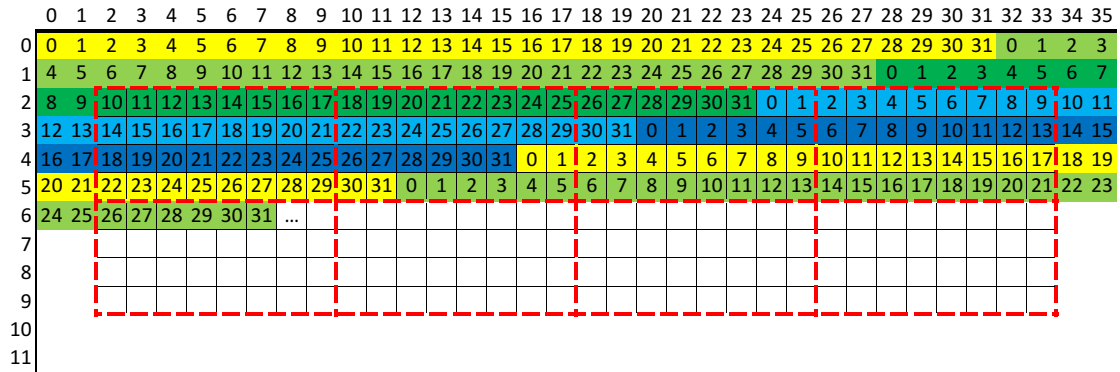 0 1 2 3 4 5 6 7 8 9 10 11 12 13 14 15 16 17 18 19 20 21 22 23 24 25 26 27 28 29 30 31 32 33 34 35
0 0 1 2 3 4 5 6 7 8 9 10 11 12 13 14 15 16 17 18 19 20 21 22 23 24 25 26 27 28 29 30 31 0 1 2 3
1 4 5 6 7 8 9 10 11 12 13 14 15 16 17 18 19 20 21 22 23 24 25 26 27 28 29 30 31 0 1 2 3 4 5 6 7
2 8 9 10 11 12 13 14 15 16 17 18 19 20 21 22 23 24 25 26 27 28 29 30 31 0 1 2 3 4 5 6 7 8 9 10 11
3 12 13 14 15 16 17 18 19 20 21 22 23 24 25 26 27 28 29 30 31 0 1 2 3 4 5 6 7 8 9 10 11 12 13 14 15
4 16 17 18 19 20 21 22 23 24 25 26 27 28 29 30 31 0 1 2 3 4 5 6 7 8 9 10 11 12 13 14 15 16 17 18 19
5 20 21 22 23 24 25 26 27 28 29 30 31 0 1 2 3 4 5 6 7 8 9 10 11 12 13 14 15 16 17 18 19 20 21 22 23
6 24 25 26 27 28 29 30 31 ...
7
8
9
10
11